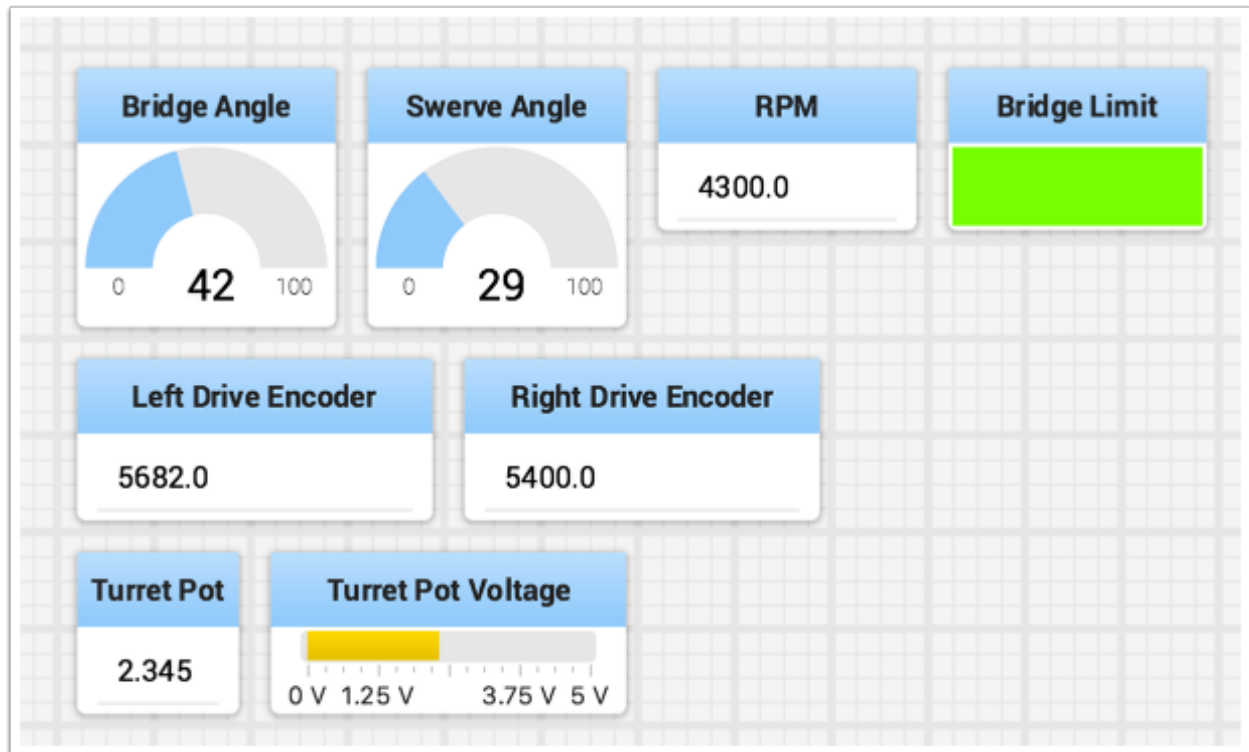 Bridge Angle
Swerve Angle
RPM
Bridge Limit
4300.0
0 42 100
0 29 100
Left Drive Encoder
Right Drive Encoder
5682.0
5400.0
Turret Pot
Turret Pot Voltage
2.345
0 V 1.25 V 3.75 V 5 V